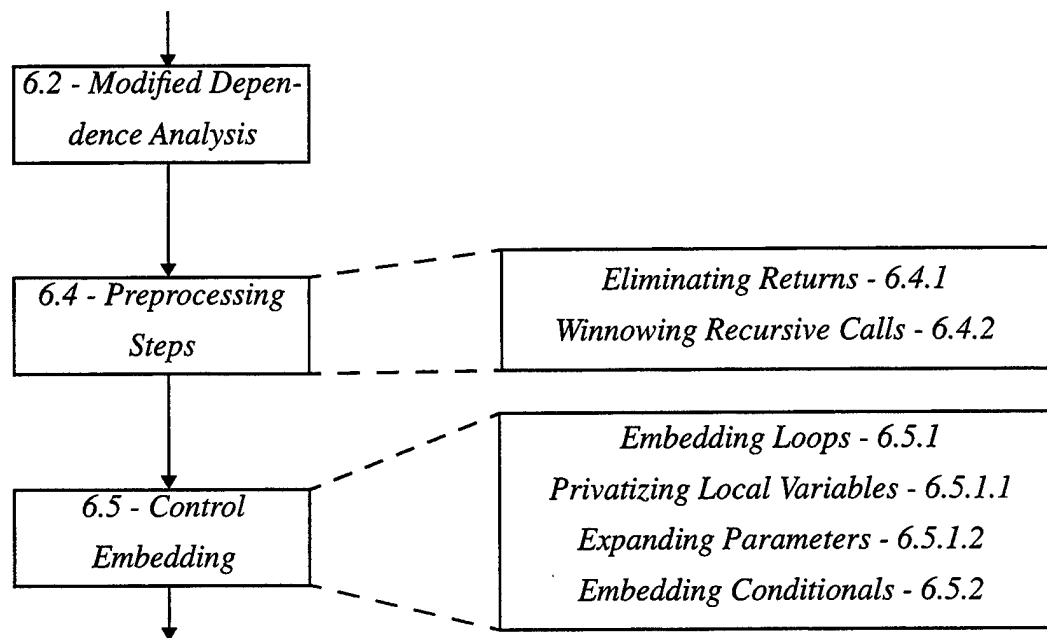 6.2 - Modified Depen-
dence Analysis
6.4 - Preprocessing
Steps
Eliminating Returns - 6.4.1
Winnowing Recursive Calls - 6.4.2
6.5 - Control
Embedding
Embedding Loops - 6.5.1
Privatizing Local Variables - 6.5.1.1
Expanding Parameters - 6.5.1.2
Embedding Conditionals - 6.5.2